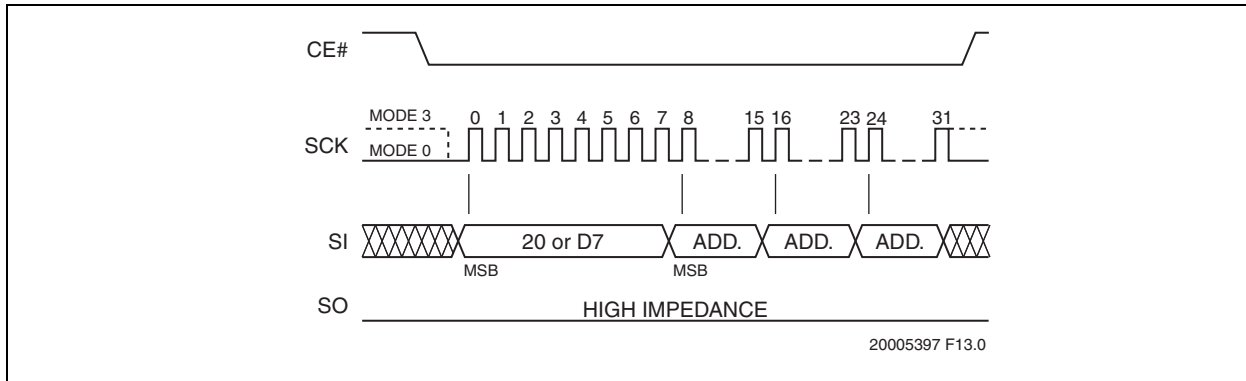 CE#
MODE 3
0 1 2 3 4 5 6 7 8 15 16 23 24 31
SCK
MODE 0
SI
20 or D7 ADD. ADD. ADD.
MSB MSB
SO
HIGH IMPEDANCE
20005397 F13.0